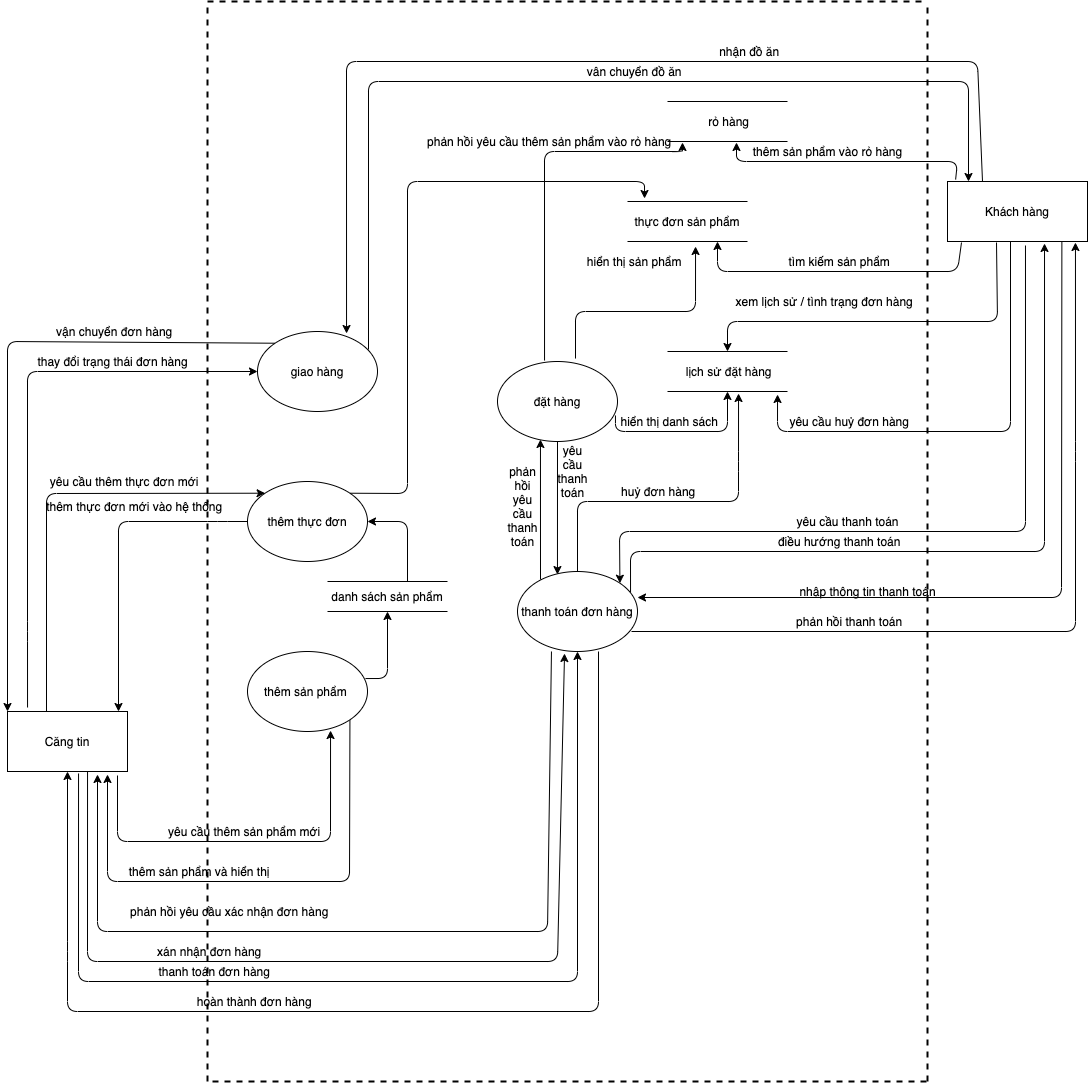 nhận đồ ăn
vân chuyển đồ ăn
rỏ hàng
phản hồi yêu cầu thêm sản phẩm vào rỏ hàng
thêm sản phẩm vào rỏ hàng
Khách hàng
thực đơn sản phẩm
hiển thị sản phẩm
tìm kiếm sản phẩm
xem lịch sử / tình trạng đơn hàng
vận chuyển đơn hàng
thay đổi trạng thái đơn hàng
giao hàng
lịch sử đặt hàng
đặt hàng
hiển thị danh sách
yêu cầu huỷ đơn hàng
yêu
cầu
thanh
toán
phản
hồi
yêu
cầu
thanh
toán
yêu cầu thêm thực đơn mới
huỷ đơn hàng
thêm thực đơn mới vào hệ thống
thêm thực đơn
yêu cầu thanh toán
điều hướng thanh toán
danh sách sản phẩm
nhập thông tin thanh toán
thanh toán đơn hàng
phản hồi thanh toán
thêm sản phẩm
Căng tin
yêu cầu thêm sản phẩm mới
thêm sản phẩm và hiển thị
phản hồi yêu cầu xác nhận đơn hàng
xán nhận đơn hàng
thanh toán đơn hàng
hoàn thành đơn hàng